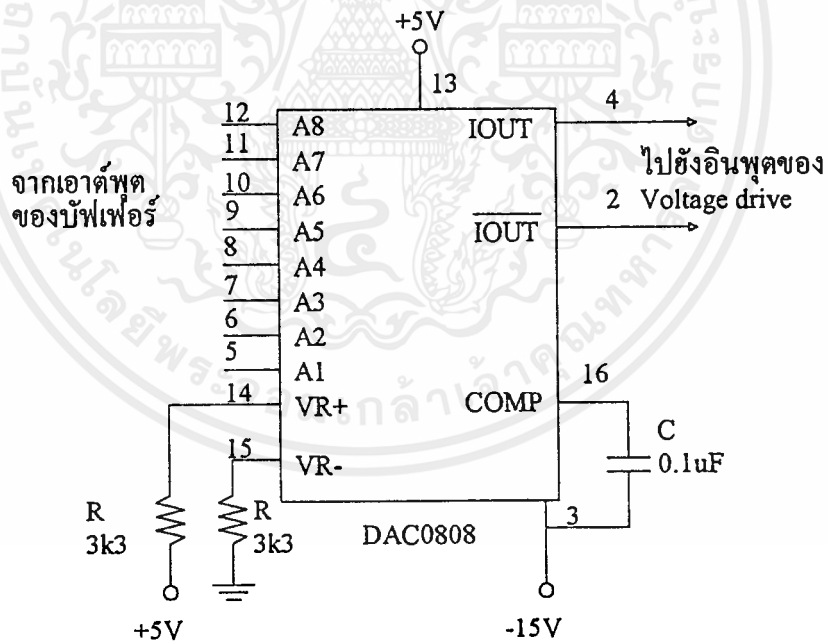 +5V
13
12 A8 IOUT 4
11 A7
10 A6
9 A5
8 A4
7 A3
6 A2
5 A1
14 VR+
15 VR-
จากเอาต์พุต
ของบัฟเฟอร์
ไปยังอินพุตของ
2 Voltage drive
IOUT
COMP 16
C
0.1uF
R
3k3
R
3k3
DAC0808
3
+5V
-15V